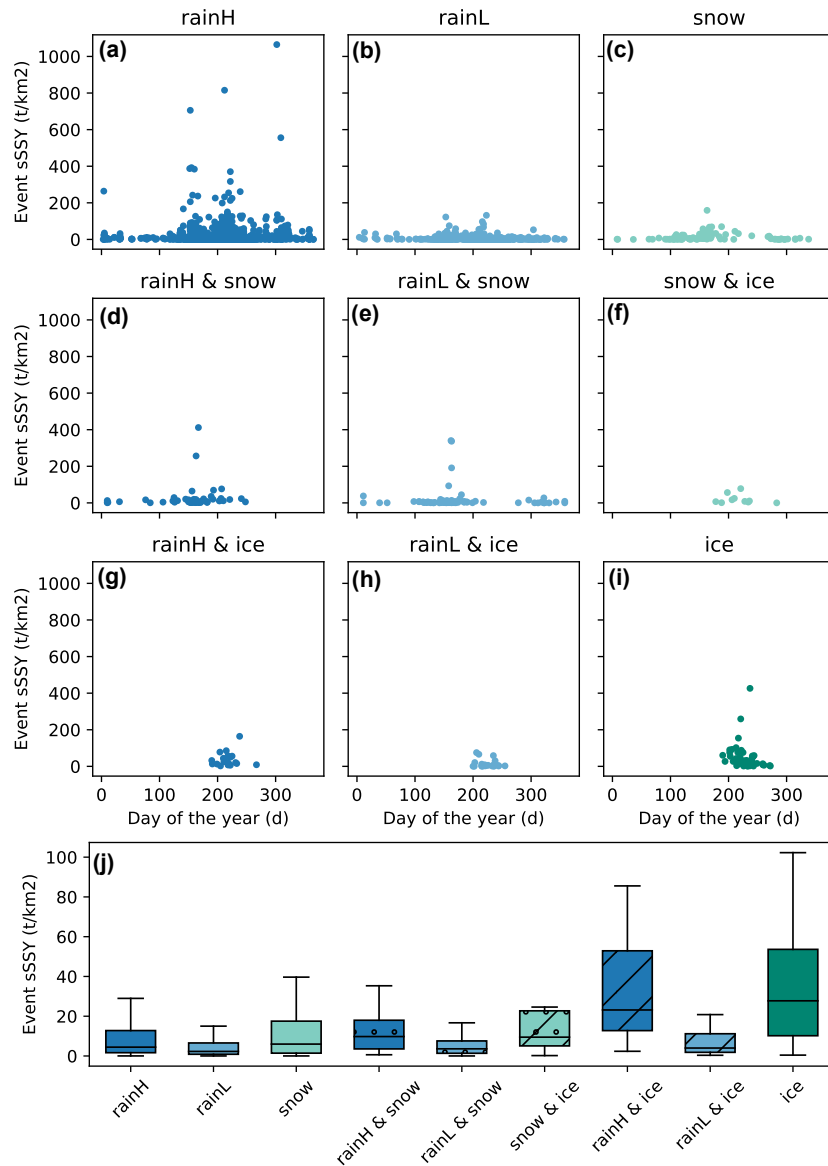 rainH rainL snow
(a) (b) (c)
1000
800
600
400
200
0
Event sSSY (t/km2)
rainH & snow rainL & snow snow & ice
(d) (e) (f)
1000
800
600
400
200
0
Event sSSY (t/km2)
rainH & ice rainL & ice ice
(g) (h) (i)
1000
800
600
400
200
0
Event sSSY (t/km2)
0 100 200 300 0 100 200 300 0 100 200 300
Day of the year (d) Day of the year (d) Day of the year (d)
(j)
100
80
60
40
20
0
Event sSSY (t/km2)
rainH rainL snow rainH & snow rainL & snow snow & ice rainH & ice rainL & ice ice